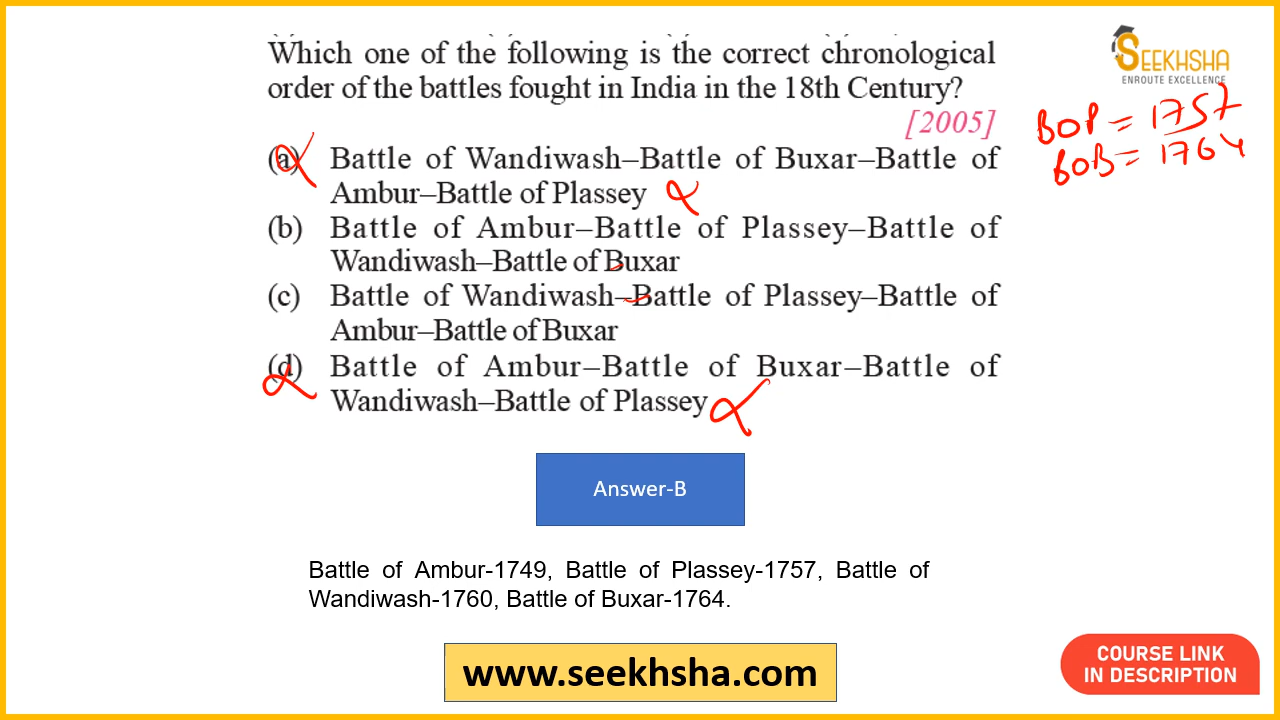 Which one of the following is the correct chronological
order of the battles fought in India in the 18th Century?
[2005]
(a) Battle of Wandiwash–Battle of Buxar–Battle of
Ambur–Battle of Plassey
(b) Battle of Ambur–Battle of Plassey–Battle of
Wandiwash–Battle of Buxar
(c) Battle of Wandiwash–Battle of Plassey–Battle of
Ambur–Battle of Buxar
(d) Battle of Ambur–Battle of Buxar–Battle of
Wandiwash–Battle of Plassey
SEEKHSHA
ENROUTE EXCELLENCE
BOP = 1757
BOB = 1764
Answer-B
Battle of Ambur-1749, Battle of Plassey-1757, Battle of
Wandiwash-1760, Battle of Buxar-1764.
www.seekhsha.com
COURSE LINK
IN DESCRIPTION